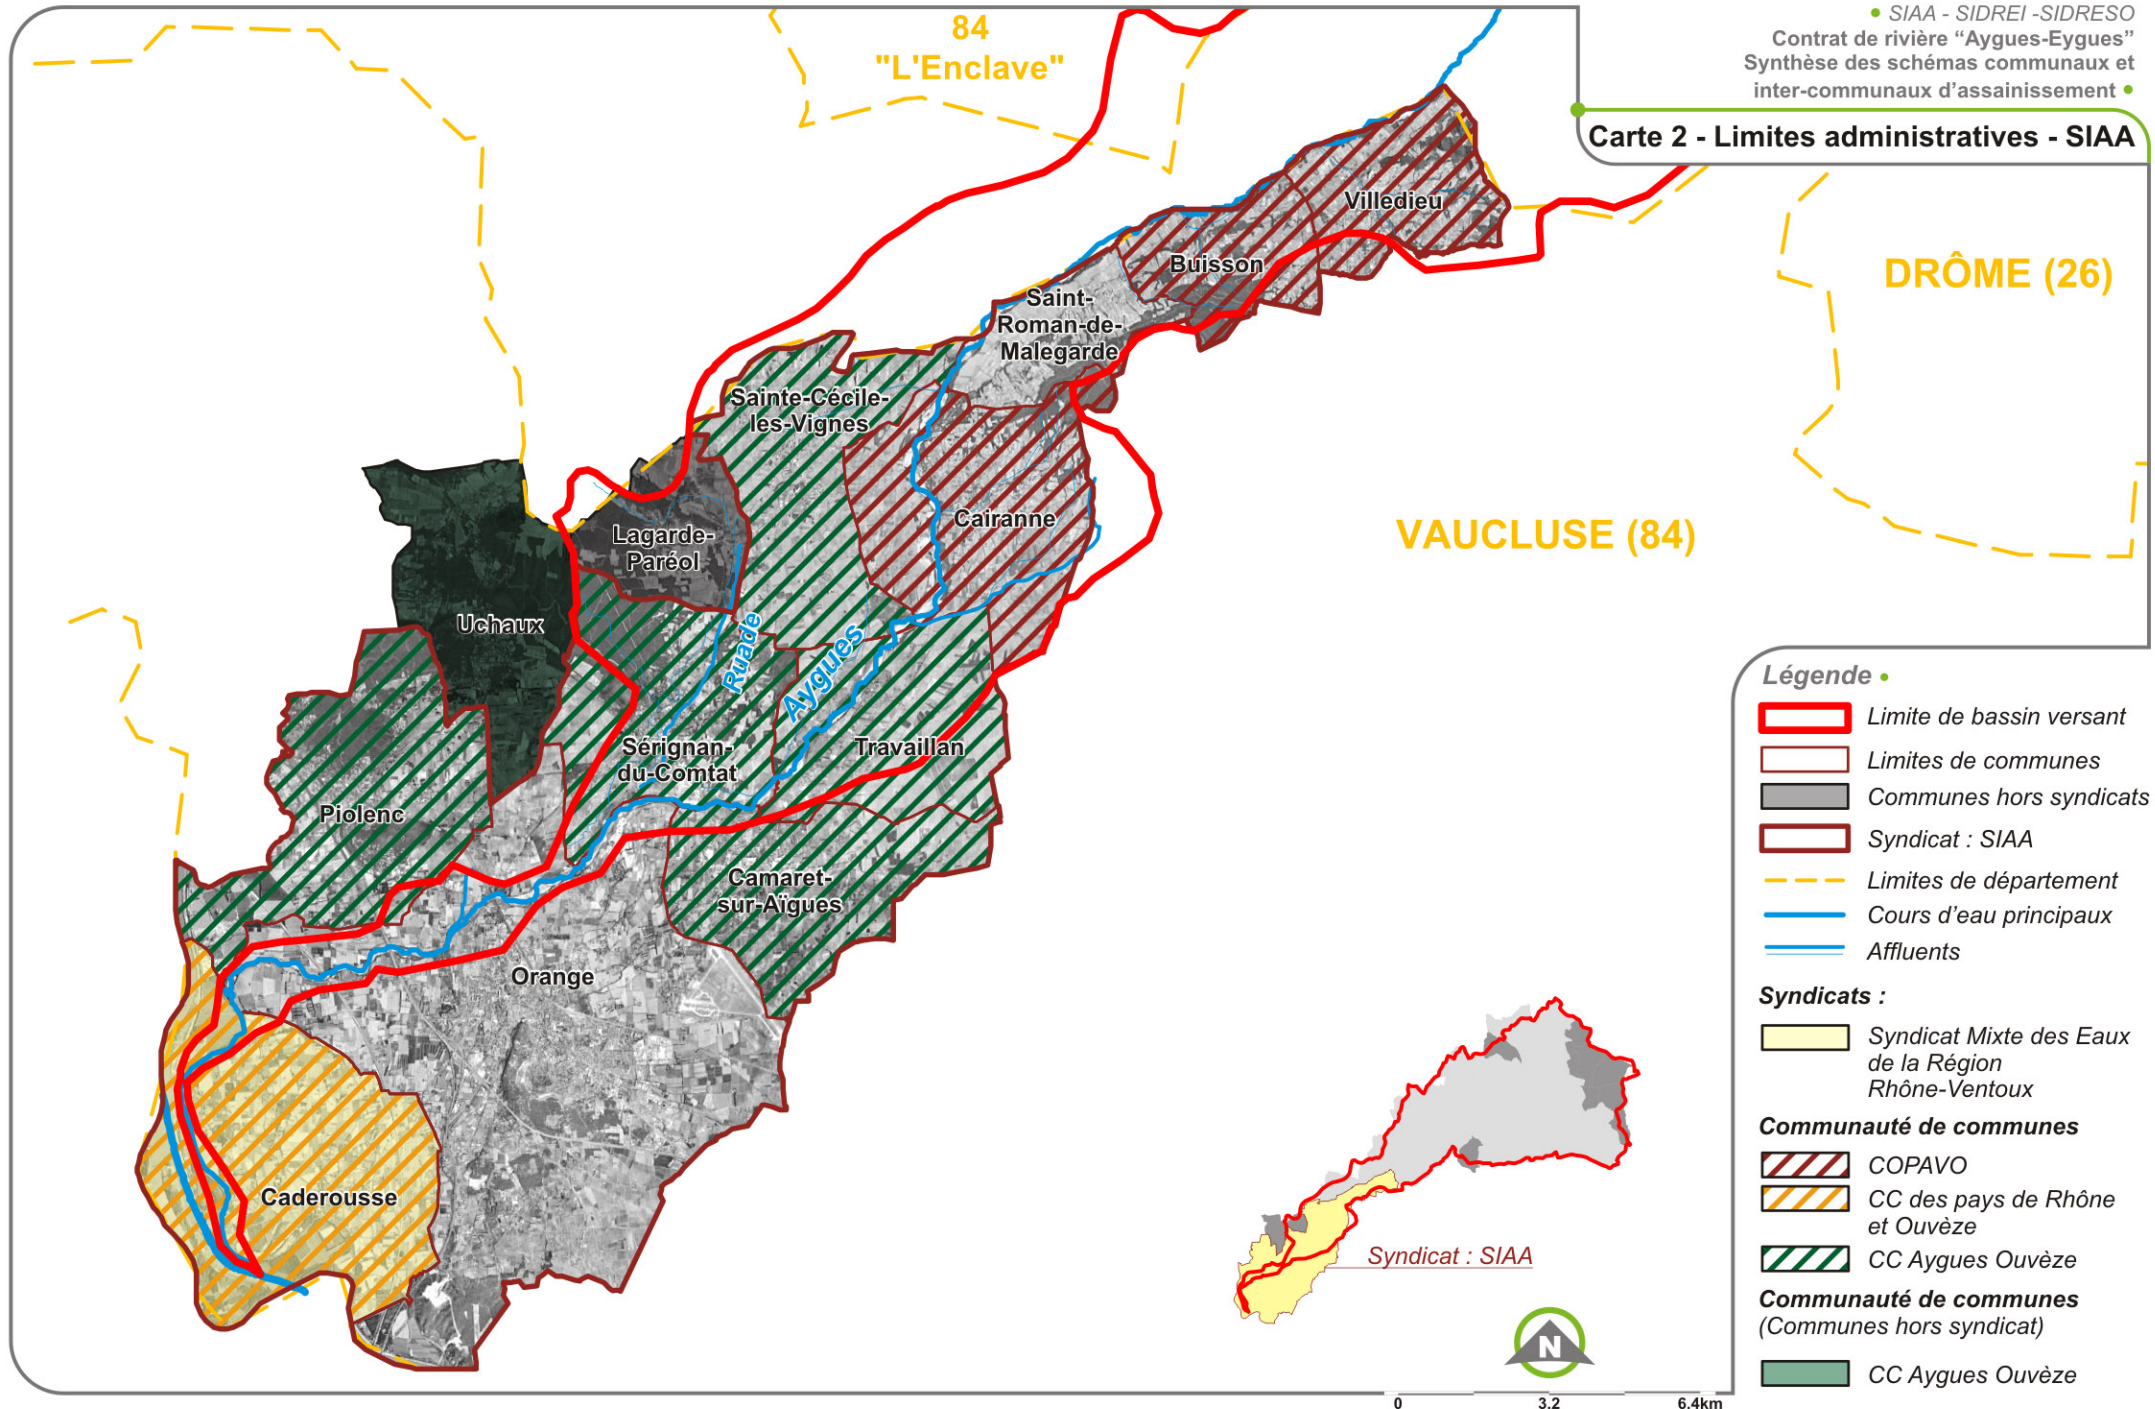 • SIAA - SIDREI -SIDRESO
Contrat de rivière “Aygues-Eygues”
Synthèse des schémas communaux et
inter-communaux d’assainissement •
Carte 2 - Limites administratives - SIAA
84
"L'Enclave"
DRÔME (26)
VAUCLUSE (84)
Villedieu
Buisson
Saint-
Roman-de-
Malegarde
Sainte-Cécile-
les-Vignes
Cairanne
Lagarde-
Paréol
Uchaux
Ruade
Aygues
Sérignan-
du-Comtat
Travaillan
Piolenc
Camaret-
sur-Aïgues
Orange
Caderousse
Légende •
Limite de bassin versant
Limites de communes
Communes hors syndicats
Syndicat : SIAA
Limites de département
Cours d’eau principaux
Affluents
Syndicats :
Syndicat Mixte des Eaux
de la Région
Rhône-Ventoux
Communauté de communes
COPAVO
CC des pays de Rhône
et Ouvèze
CC Aygues Ouvèze
Communauté de communes
(Communes hors syndicat)
CC Aygues Ouvèze
Syndicat : SIAA
N
0 3.2 6.4km